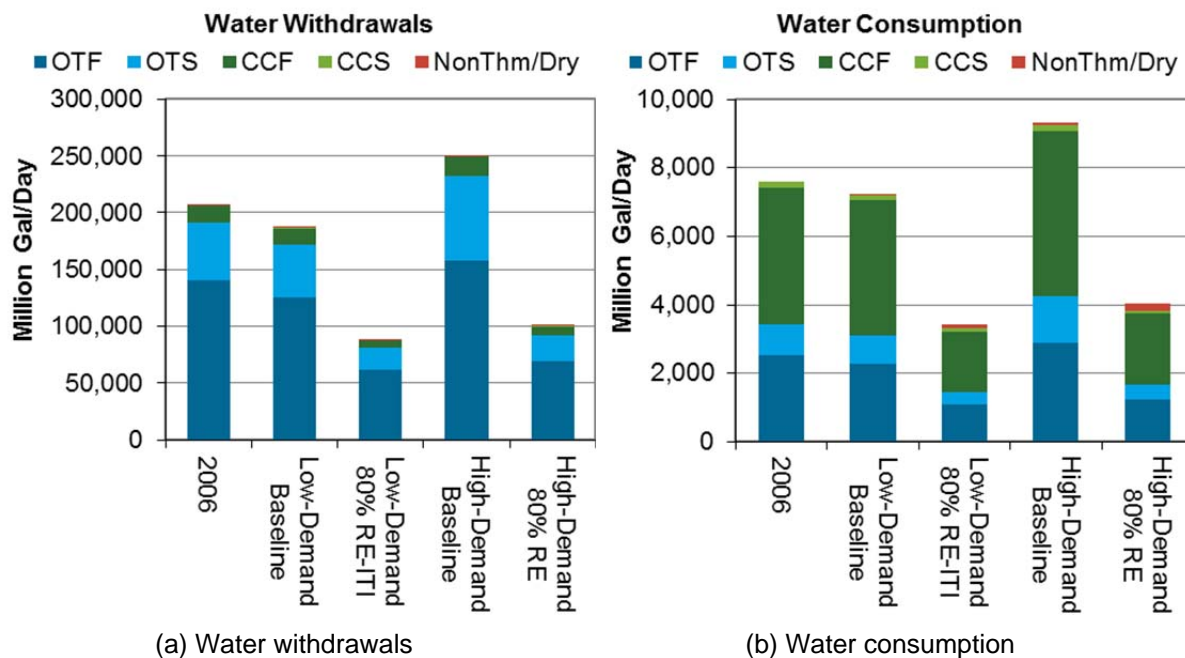 Water Withdrawals
OTF OTS CCF CCS NonThm/Dry
300,000
250,000
200,000
150,000
100,000
50,000
0
Million Gal/Day
2006
Low-Demand
Baseline
Low-Demand
80% RE-ITI
High-Demand
Baseline
High-Demand
80% RE
(a) Water withdrawals
Water Consumption
OTF OTS CCF CCS NonThm/Dry
10,000
8,000
6,000
4,000
2,000
0
Million Gal/Day
2006
Low-Demand
Baseline
Low-Demand
80% RE-ITI
High-Demand
Baseline
High-Demand
80% RE
(b) Water consumption